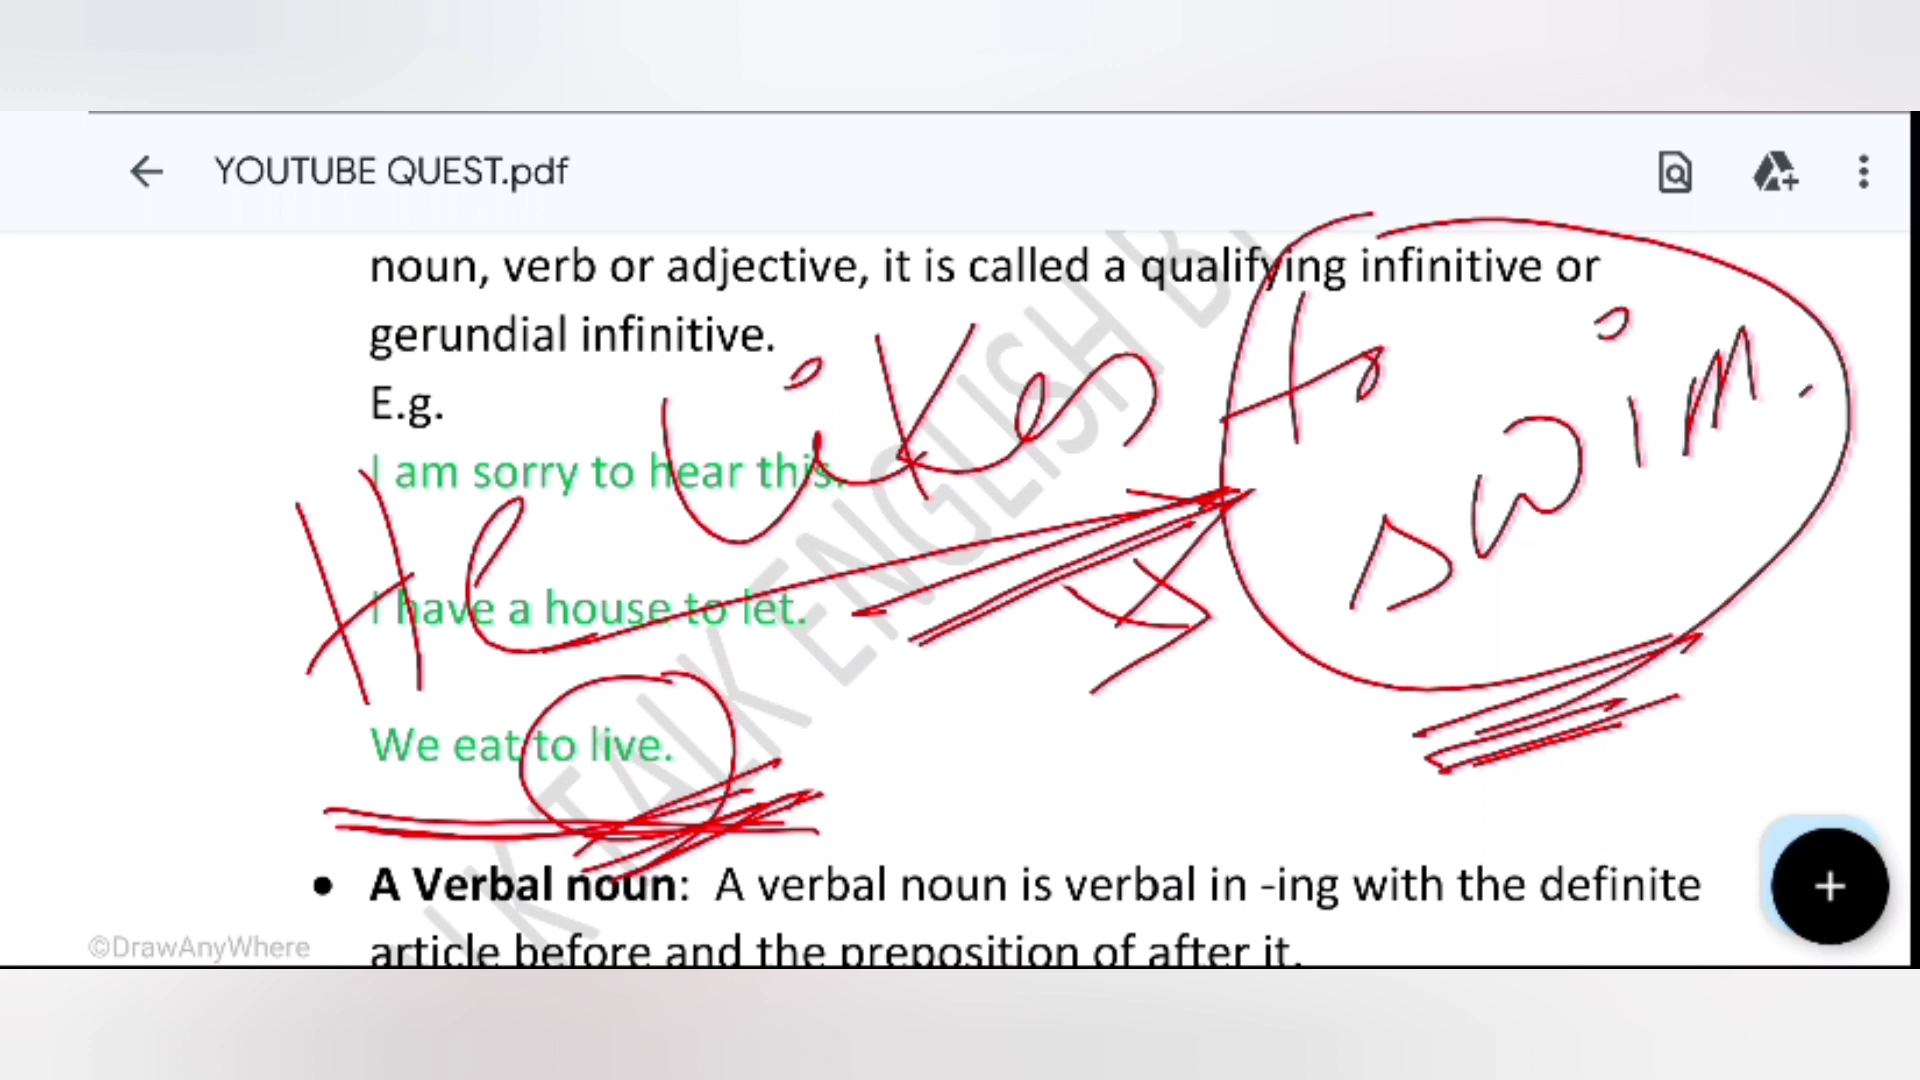 YOUTUBE QUEST.pdf
noun, verb or adjective, it is called a qualifying infinitive or
gerundial infinitive.
E.g.
I am sorry to hear this.
He Likes to swim.
I have a house to let.
We eat to live.
• A Verbal noun: A verbal noun is verbal in -ing with the definite
article before and the preposition of after it.
©DrawAnyWhere